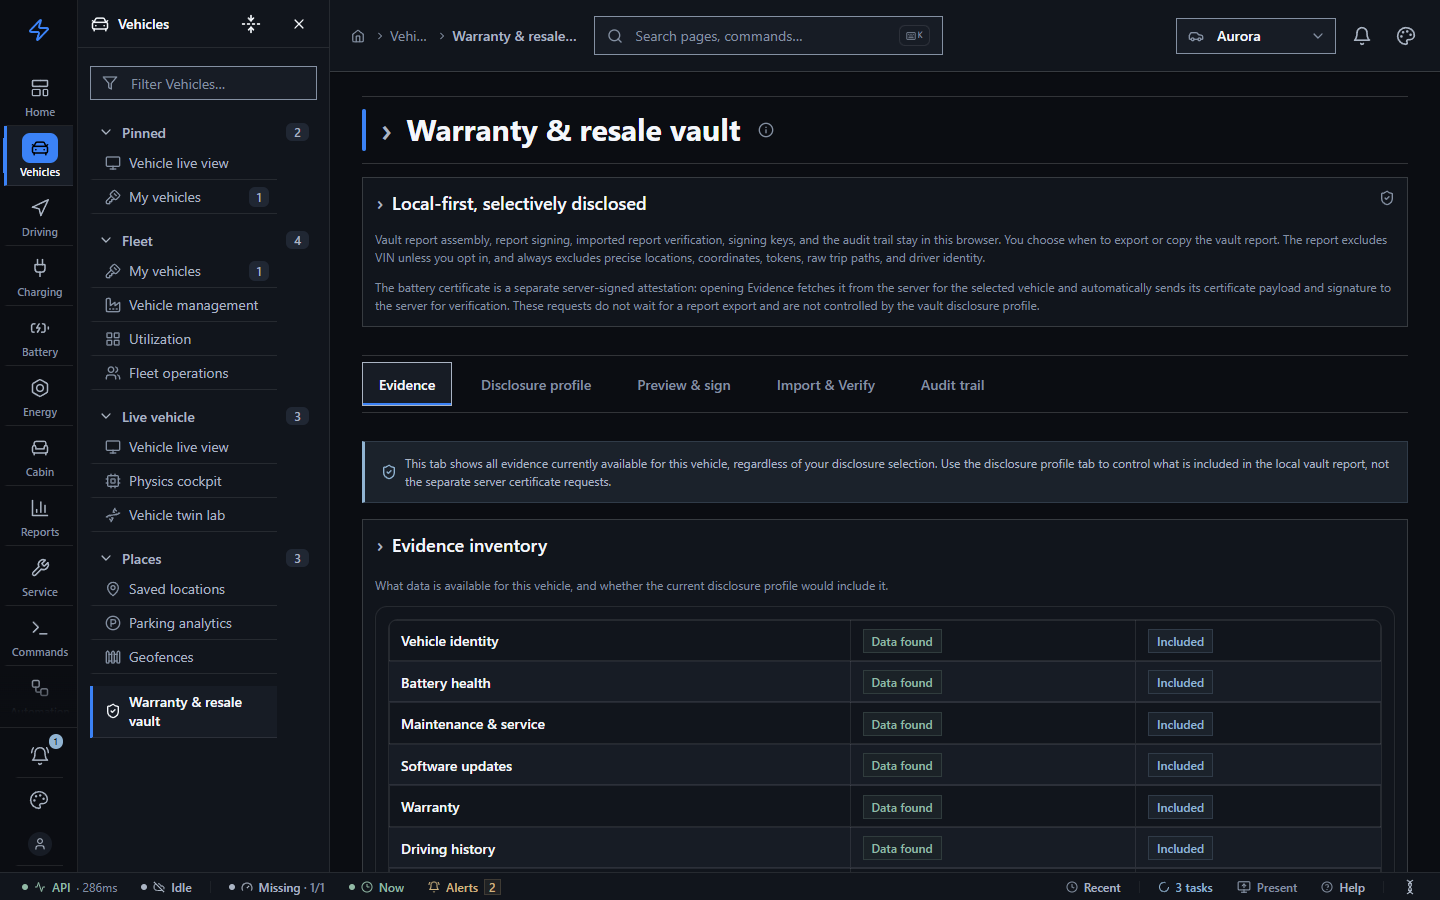 Home
Vehicles
Driving
Charging
Battery
Energy
Cabin
Reports
Service
Commands
1
Vehicles
Filter Vehicles...
Pinned 2
Vehicle live view
My vehicles 1
Fleet 4
My vehicles 1
Vehicle management
Utilization
Fleet operations
Live vehicle 3
Vehicle live view
Physics cockpit
Vehicle twin lab
Places 3
Saved locations
Parking analytics
Geofences
Warranty & resale
vault
Vehi... Warranty & resale...
Search pages, commands... K
Aurora
Warranty & resale vault
Local-first, selectively disclosed
Vault report assembly, report signing, imported report verification, signing keys, and the audit trail stay in this browser. You choose when to export or copy the vault report. The report excludes
VIN unless you opt in, and always excludes precise locations, coordinates, tokens, raw trip paths, and driver identity.
The battery certificate is a separate server-signed attestation: opening Evidence fetches it from the server for the selected vehicle and automatically sends its certificate payload and signature to
the server for verification. These requests do not wait for a report export and are not controlled by the vault disclosure profile.
Evidence Disclosure profile Preview & sign Import & Verify Audit trail
This tab shows all evidence currently available for this vehicle, regardless of your disclosure selection. Use the disclosure profile tab to control what is included in the local vault report, not
the separate server certificate requests.
Evidence inventory
What data is available for this vehicle, and whether the current disclosure profile would include it.
Vehicle identity Data found Included
Battery health Data found Included
Maintenance & service Data found Included
Software updates Data found Included
Warranty Data found Included
Driving history Data found Included
API · 286ms Idle Missing · 1/1 Now Alerts 2 Recent 3 tasks Present Help